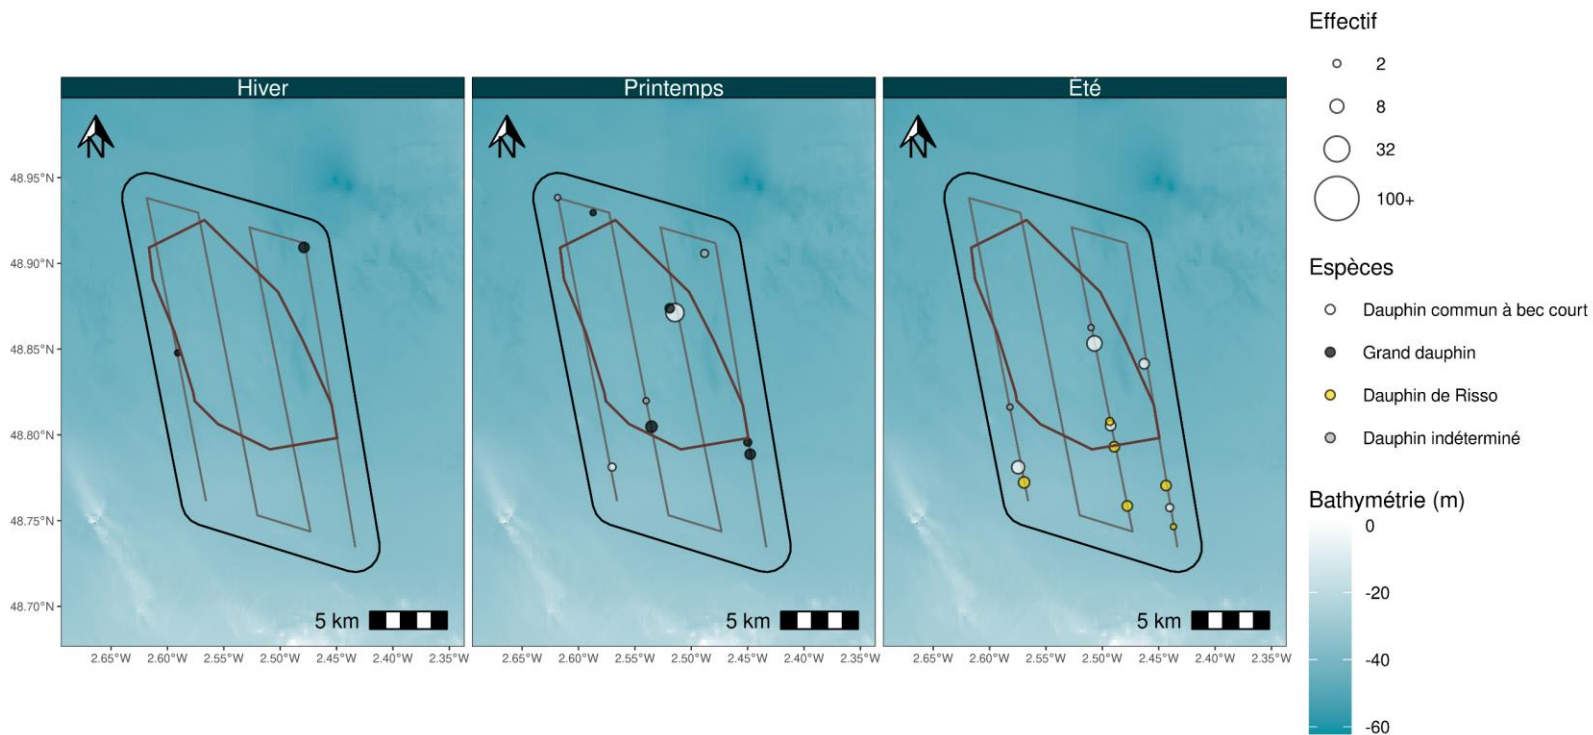 Hiver
Printemps
Été
N
N
N
48.95°N
48.90°N
48.85°N
48.80°N
48.75°N
48.70°N
5 km
5 km
5 km
2.65°W 2.60°W 2.55°W 2.50°W 2.45°W 2.35°W
2.65°W 2.60°W 2.55°W 2.50°W 2.45°W 2.35°W
2.65°W 2.60°W 2.55°W 2.50°W 2.45°W 2.40°W 2.35°W
Effectif
2
8
32
100+
Espèces
Dauphin commun à bec court
Grand dauphin
Dauphin de Risso
Dauphin indéterminé
Bathymétrie (m)
0
-20
-40
-60